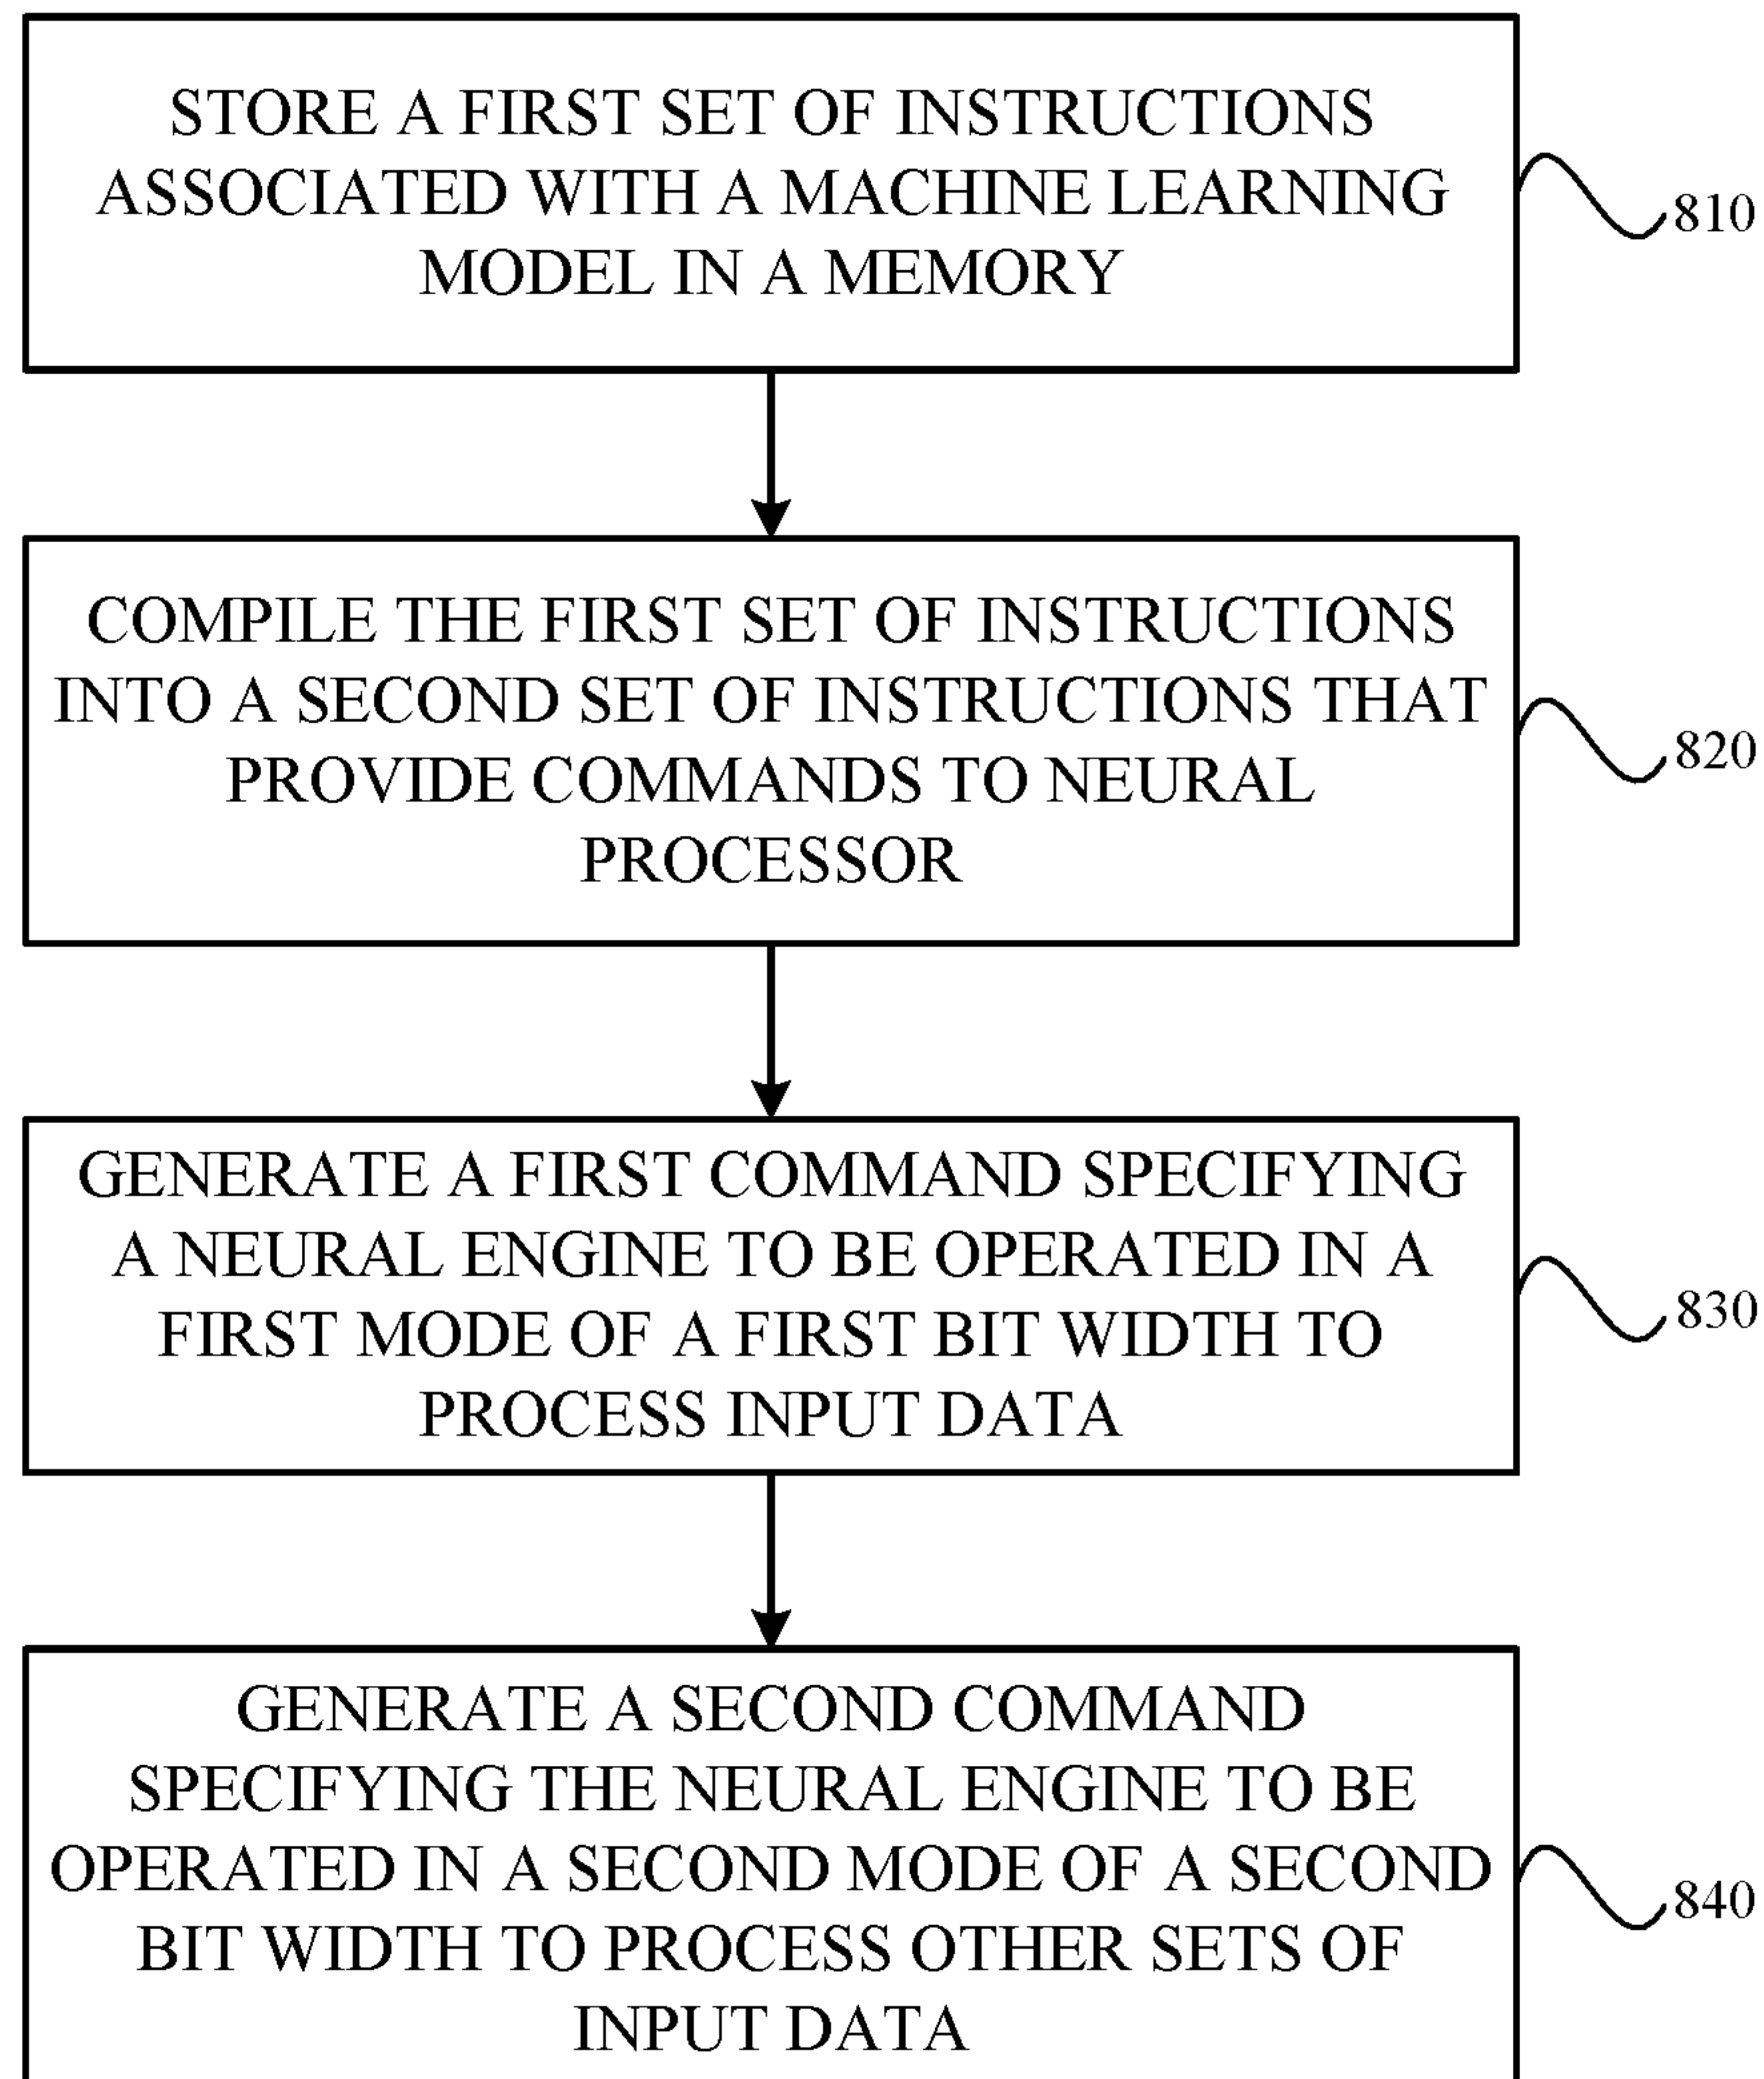 STORE A FIRST SET OF INSTRUCTIONS
ASSOCIATED WITH A MACHINE LEARNING
MODEL IN A MEMORY
810
COMPILE THE FIRST SET OF INSTRUCTIONS
INTO A SECOND SET OF INSTRUCTIONS THAT
PROVIDE COMMANDS TO NEURAL
PROCESSOR
820
GENERATE A FIRST COMMAND SPECIFYING
A NEURAL ENGINE TO BE OPERATED IN A
FIRST MODE OF A FIRST BIT WIDTH TO
PROCESS INPUT DATA
830
GENERATE A SECOND COMMAND
SPECIFYING THE NEURAL ENGINE TO BE
OPERATED IN A SECOND MODE OF A SECOND
BIT WIDTH TO PROCESS OTHER SETS OF
INPUT DATA
840